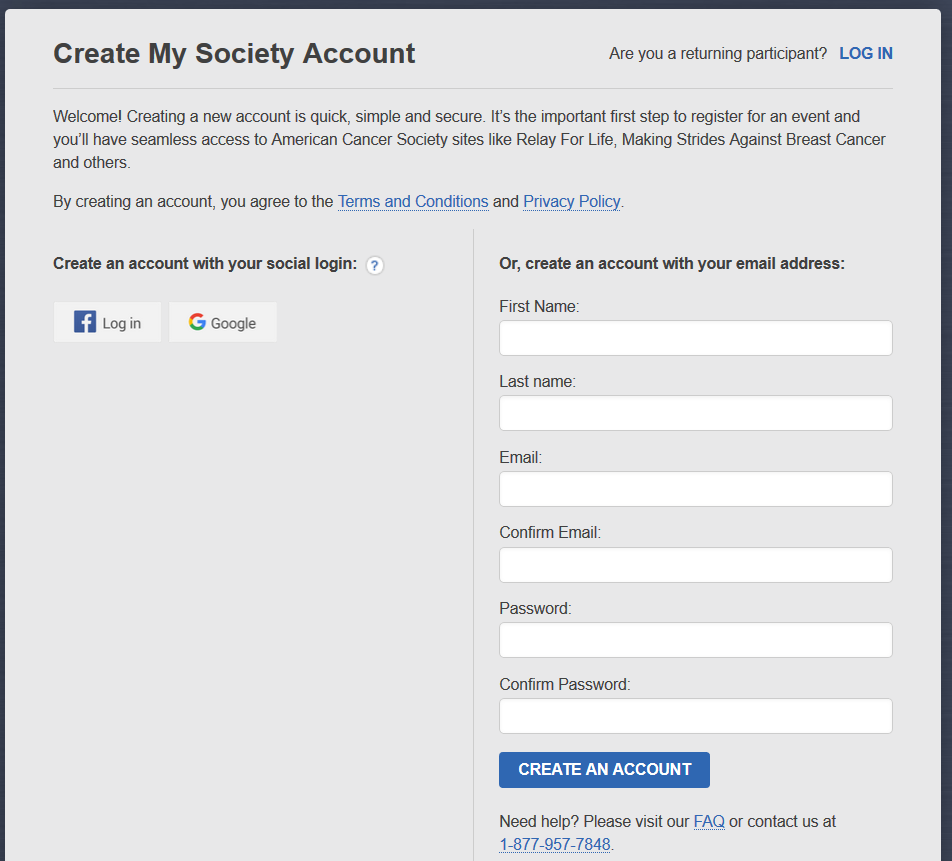 Create My Society Account
Are you a returning participant? LOG IN
Welcome! Creating a new account is quick, simple and secure. It’s the important first step to register for an event and
you’ll have seamless access to American Cancer Society sites like Relay For Life, Making Strides Against Breast Cancer
and others.
By creating an account, you agree to the Terms and Conditions and Privacy Policy.
Create an account with your social login: ?
Log in
Google
Or, create an account with your email address:
First Name:
Last name:
Email:
Confirm Email:
Password:
Confirm Password:
CREATE AN ACCOUNT
Need help? Please visit our FAQ or contact us at
1-877-957-7848.